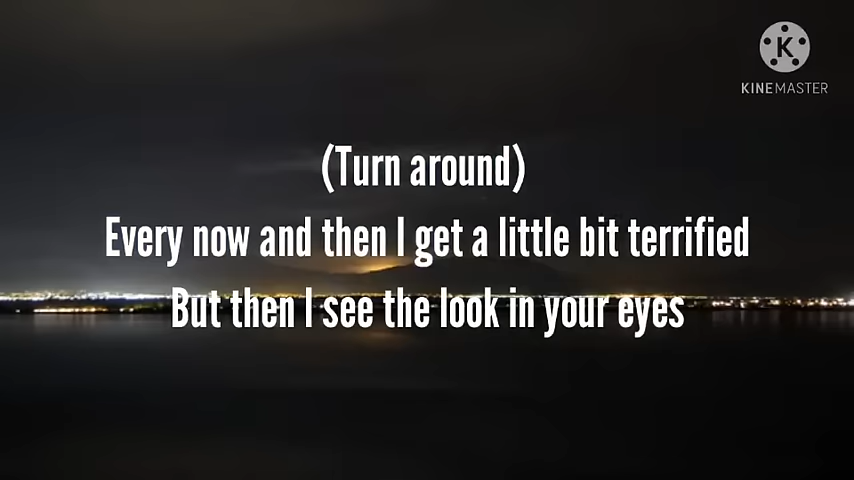 KINEMASTER
(Turn around)
Every now and then I get a little bit terrified
But then I see the look in your eyes